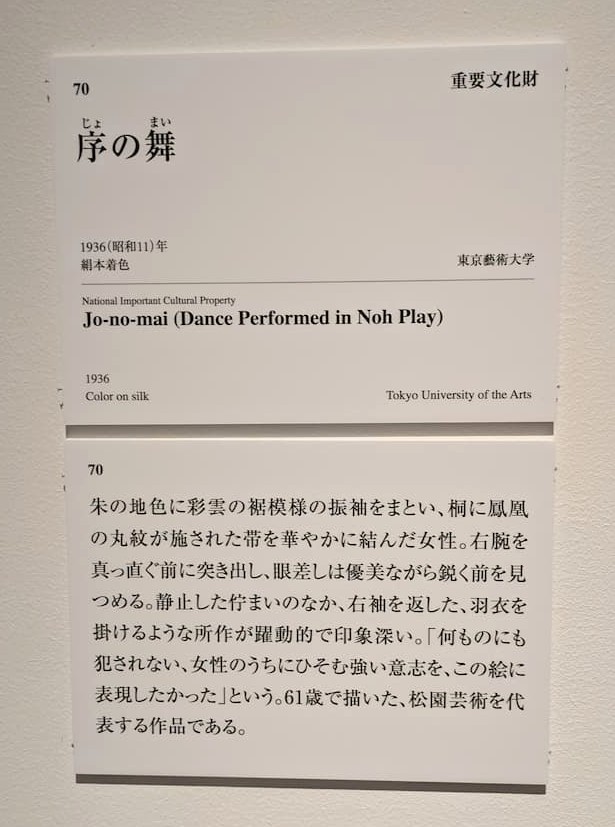 70
重要文化財
じょ まい
序の舞
1936(昭和11)年
絹本着色
東京藝術大学
National Important Cultural Property
Jo-no-mai (Dance Performed in Noh Play)
1936
Color on silk
Tokyo University of the Arts
70
朱の地色に彩雲の裾模様の振袖をまとい、桐に鳳凰
の丸紋が施された帯を華やかに結んだ女性。右腕を
真っ直ぐ前に突き出し、眼差しは優美ながら鋭く前を見
つめる。静止した佇まいのなか、右袖を返した、羽衣を
掛けるような所作が躍動的で印象深い。「何ものにも
犯されない、女性のうちにひそむ強い意志を、この絵に
表現したかった」という。61歳で描いた、松園芸術を代
表する作品である。